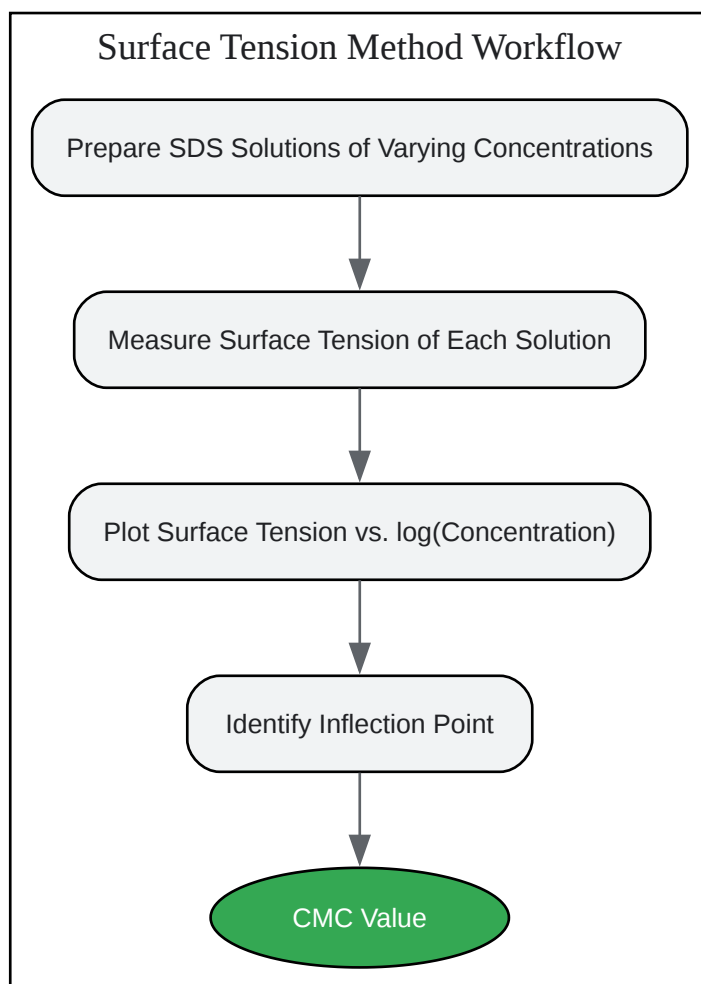 Surface Tension Method Workflow
Prepare SDS Solutions of Varying Concentrations
Measure Surface Tension of Each Solution
Plot Surface Tension vs. log(Concentration)
Identify Inflection Point
CMC Value